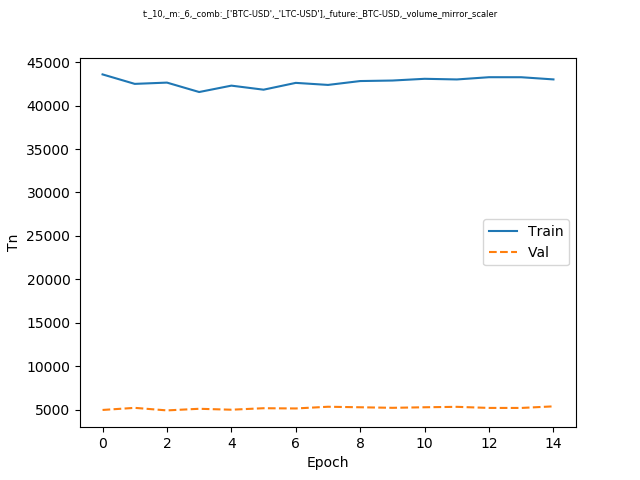 t:_10,_m:_6,_comb:_['BTC-USD',_'LTC-USD'],_future:_BTC-USD,_volume_mirror_scaler
45000
40000
35000
30000
25000
20000
15000
10000
5000
Tn
Train
Val
0 2 4 6 8 10 12 14
Epoch